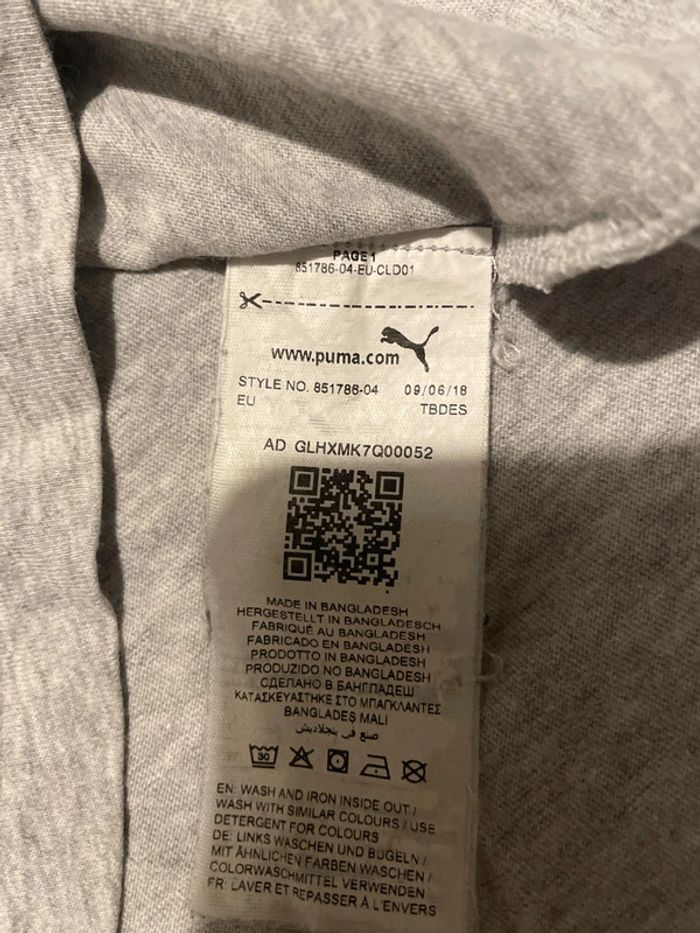 PAGE 1
851786-04-EU-CLD01
www.puma.com
STYLE NO. 851786-04 09/06/18
EU TBDES
AD GLHXMK7Q00052
MADE IN BANGLADESH
HERGESTELLT IN BANGLADESCH
FABRIQUÉ AU BANGLADESH
FABRICADO EN BANGLADESH
PRODOTTO IN BANGLADESH
PRODUZIDO NO BANGLADESH
СДЕЛАНО В БАНГЛАДЕШ
ΚΑΤΑΣΚΕΥΑΣΤΗΚΕ ΣΤΟ ΜΠΑΓΚΛΑΝΤΕΣ
BANGLADEŞ MALI
صنع في بنجلاديش
30
EN: WASH AND IRON INSIDE OUT /
WASH WITH SIMILAR COLOURS / USE
DETERGENT FOR COLOURS
DE: LINKS WASCHEN UND BÜGELN /
MIT ÄHNLICHEN FARBEN WASCHEN /
COLORWASCHMITTEL VERWENDEN
FR: LAVER ET REPASSER À L'ENVERS